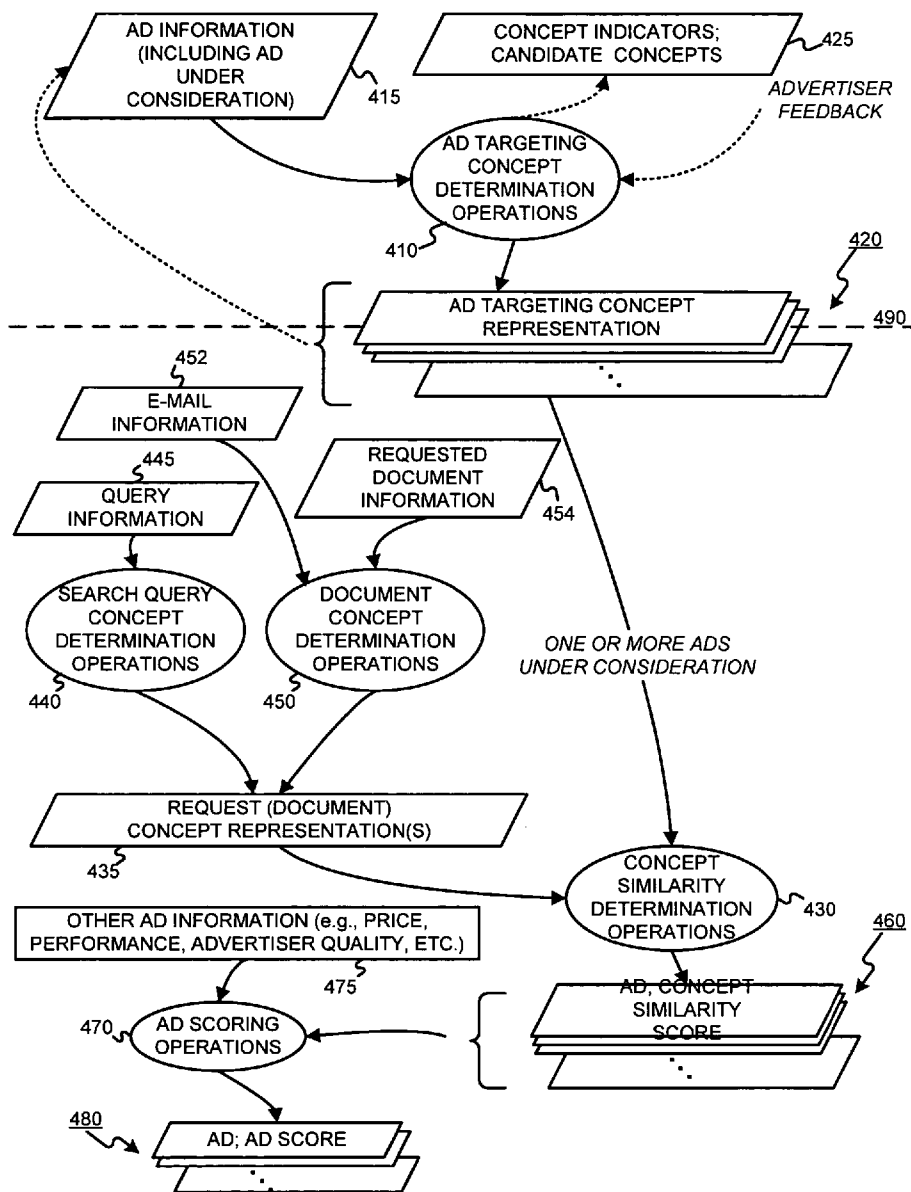 AD INFORMATION
(INCLUDING AD
UNDER
CONSIDERATION)
415
CONCEPT INDICATORS;
CANDIDATE CONCEPTS
425
ADVERTISER
FEEDBACK
AD TARGETING
CONCEPT
DETERMINATION
OPERATIONS
410
420
AD TARGETING CONCEPT
REPRESENTATION
490
452
E-MAIL
INFORMATION
445
QUERY
INFORMATION
REQUESTED
DOCUMENT
INFORMATION
454
SEARCH QUERY
CONCEPT
DETERMINATION
OPERATIONS
440
DOCUMENT
CONCEPT
DETERMINATION
OPERATIONS
450
ONE OR MORE ADS
UNDER CONSIDERATION
REQUEST (DOCUMENT)
CONCEPT REPRESENTATION(S)
435
CONCEPT
SIMILARITY
DETERMINATION
OPERATIONS
430
OTHER AD INFORMATION (e.g., PRICE,
PERFORMANCE, ADVERTISER QUALITY, ETC.)
475
460
AD; CONCEPT
SIMILARITY
SCORE
470
AD SCORING
OPERATIONS
480
AD; AD SCORE